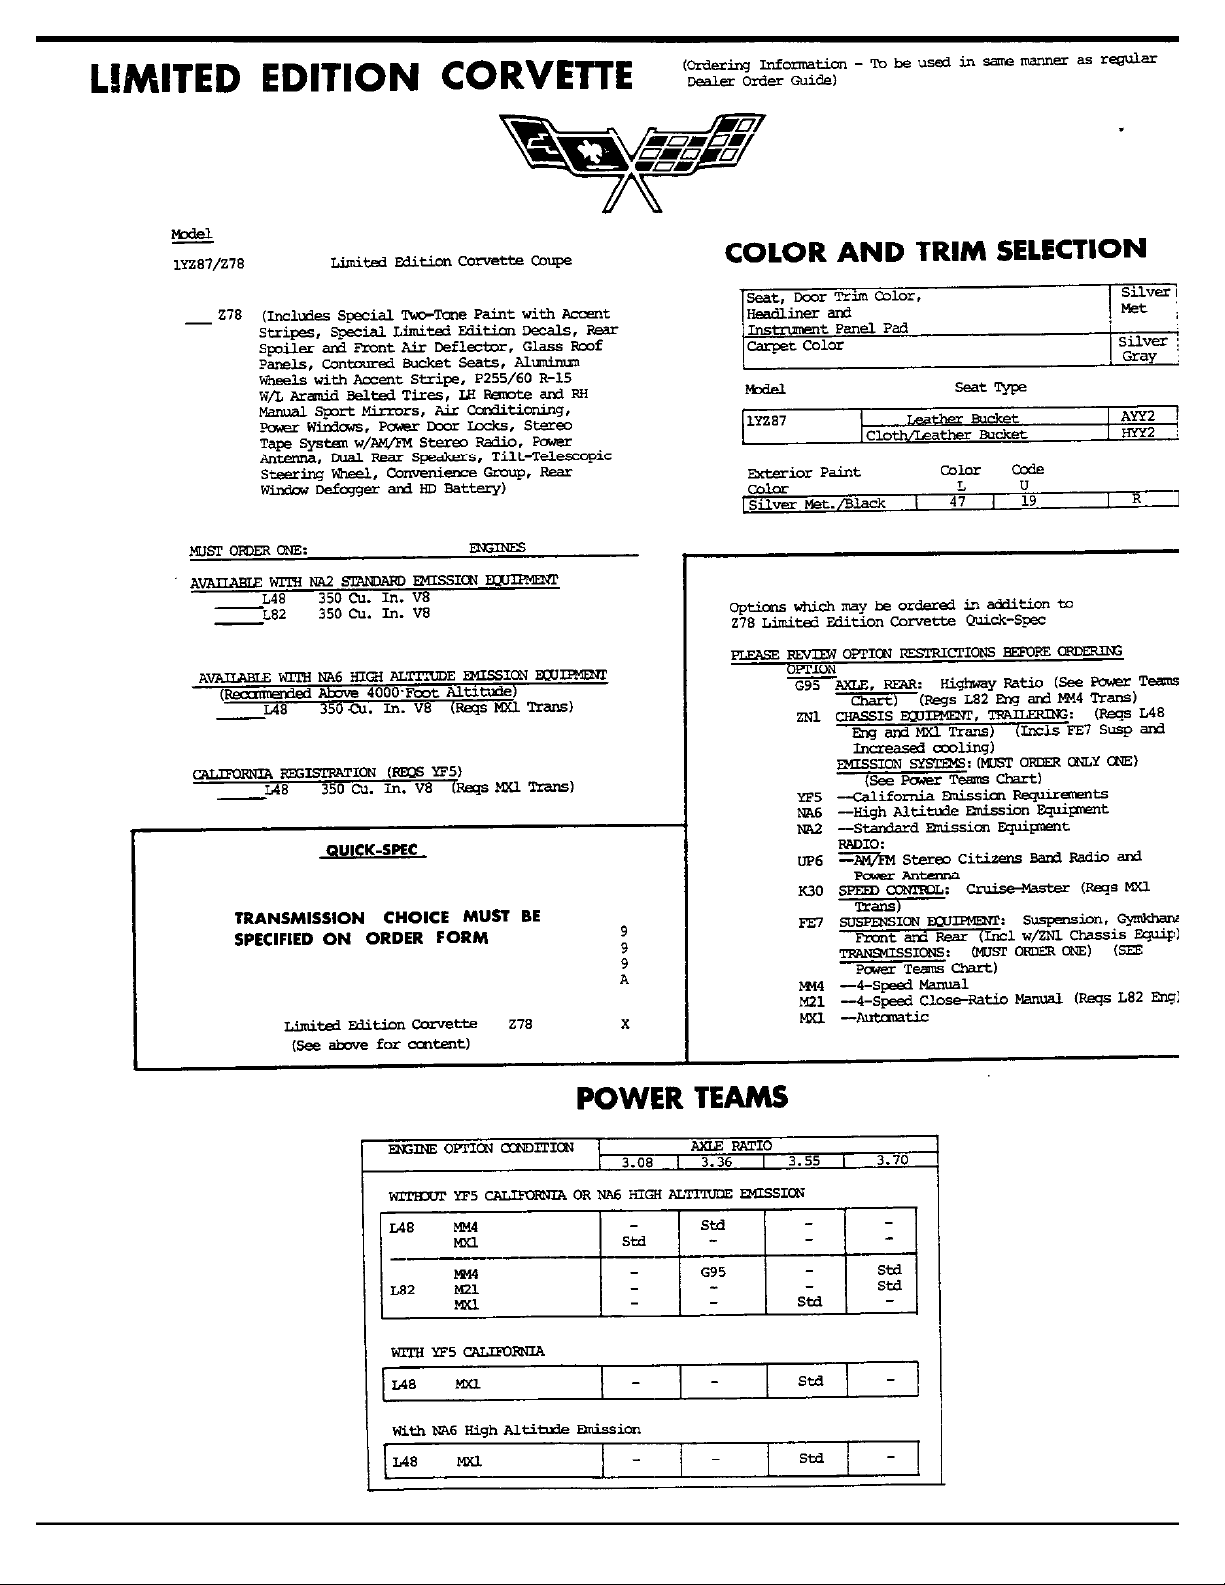 LIMITED EDITION CORVETTE
(Ordering Information - To be used in same manner as regular
Dealer Order Guide)
Model
1YZ87/Z78 Limited Edition Corvette Coupe
Z78 (Includes Special Two-Tone Paint with Accent
Stripes, Special Limited Edition Decals, Rear
Spoiler and Front Air Deflector, Glass Roof
Panels, Contoured Bucket Seats, Aluminum
Wheels with Accent Stripe, P255/60 R-15
W/L Aramid Belted Tires, LH Remote and RH
Manual Sport Mirrors, Air Conditioning,
Power Windows, Power Door Locks, Stereo
Tape System w/AM/FM Stereo Radio, Power
Antenna, Dual Rear Speakers, Tilt-Telescopic
Steering Wheel, Convenience Group, Rear
Window Defogger and HD Battery)
MUST ORDER ONE: ENGINES
AVAILABLE WITH NA2 STANDARD EMISSION EQUIPMENT
L48 350 Cu. In. V8
L82 350 Cu. In. V8
AVAILABLE WITH NA6 HIGH ALTITUDE EMISSION EQUIPMENT
(Recommended Above 4000-Foot Altitude)
L48 350 Cu. In. V8 (Reqs MX1 Trans)
CALIFORNIA REGISTRATION (REQS YF5)
L48 350 Cu. In. V8 (Reqs MX1 Trans)
QUICK-SPEC
TRANSMISSION CHOICE MUST BE
SPECIFIED ON ORDER FORM
9
9
9
A
Limited Edition Corvette Z78 X
(See above for content)
COLOR AND TRIM SELECTION
Seat, Door Trim Color, Silver
Headliner and Met
Instrument Panel Pad
Carpet Color Silver
Gray
Model Seat Type
1YZ87 Leather Bucket AYY2
Cloth/Leather Bucket HYY2
Exterior Paint Color Code
Color L U
Silver Met./Black 47 19 R
Options which may be ordered in addition to
Z78 Limited Edition Corvette Quick-Spec
PLEASE REVIEW OPTION RESTRICTIONS BEFORE ORDERING
OPTION
G95 AXLE, REAR: Highway Ratio (See Power Teams
Chart) (Reqs L82 Eng and MM4 Trans)
ZN1 CHASSIS EQUIPMENT, TRAILERING: (Reqs L48
Eng and MX1 Trans) (Incls FE7 Susp and
Increased cooling)
EMISSION SYSTEMS: (MUST ORDER ONLY ONE)
(See Power Teams Chart)
YF5 —California Emission Requirements
NA6 —High Altitude Emission Equipment
NA2 —Standard Emission Equipment
RADIO:
UP6 —AM/FM Stereo Citizens Band Radio and
Power Antenna
K30 SPEED CONTROL: Cruise-Master (Reqs MX1
Trans)
FE7 SUSPENSION EQUIPMENT: Suspension, Gymkhana
Front and Rear (Incl w/ZN1 Chassis Equip)
TRANSMISSIONS: (MUST ORDER ONE) (SEE
Power Teams Chart)
MM4 —4-Speed Manual
M21 —4-Speed Close-Ratio Manual (Reqs L82 Eng)
MX1 —Automatic
POWER TEAMS
ENGINE OPTION CONDITION AXLE RATIO
3.08 3.36 3.55 3.70
WITHOUT YF5 CALIFORNIA OR NA6 HIGH ALTITUDE EMISSION
L48 MM4 - Std - -
MX1 Std - - -
MM4 - G95 - Std
L82 M21 - - - Std
MX1 - - Std -
WITH YF5 CALIFORNIA
L48 MX1 - - Std -
With NA6 High Altitude Emission
L48 MX1 - - Std -